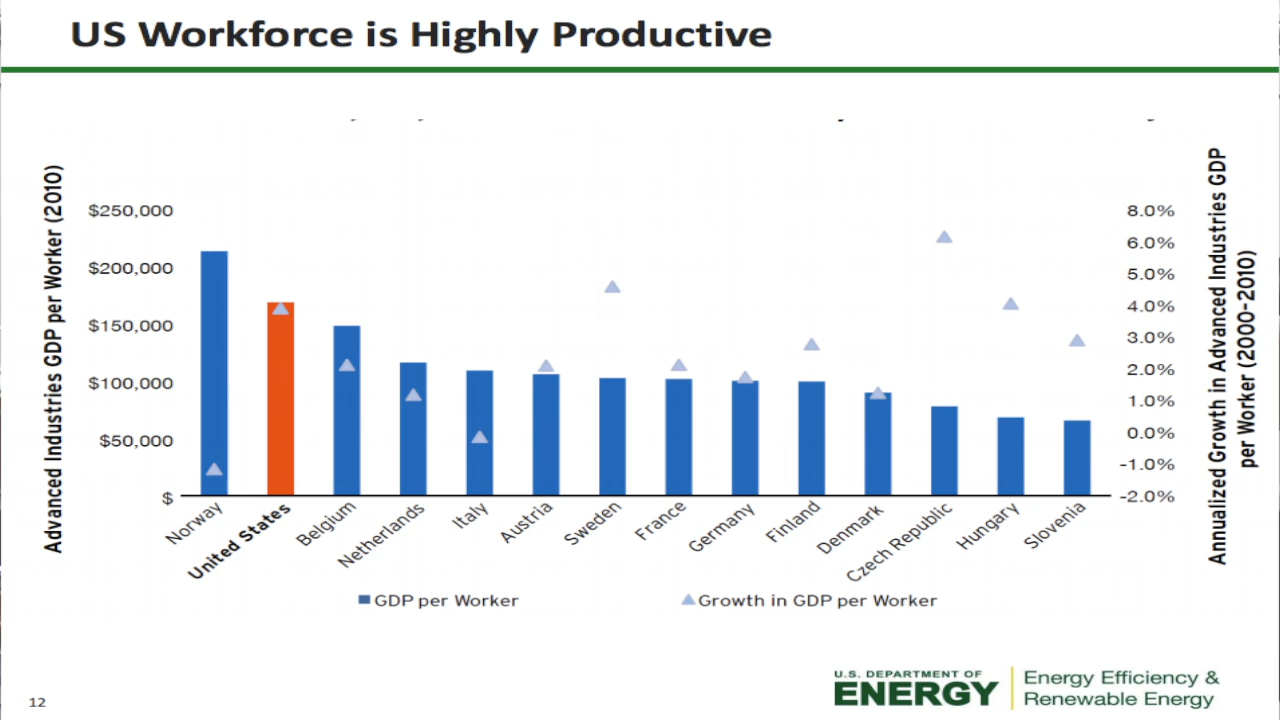 US Workforce is Highly Productive
Advanced Industries GDP per Worker (2010)
$250,000
$200,000
$150,000
$100,000
$50,000
$
8.0%
6.0%
5.0%
4.0%
3.0%
2.0%
1.0%
0.0%
-1.0%
-2.0%
Annualized Growth in Advanced Industries GDP
per Worker (2000-2010)
Norway
United States
Belgium
Netherlands
Italy
Austria
Sweden
France
Germany
Finland
Denmark
Czech Republic
Hungary
Slovenia
GDP per Worker
Growth in GDP per Worker
12
U.S. DEPARTMENT OF
ENERGY
Energy Efficiency &
Renewable Energy